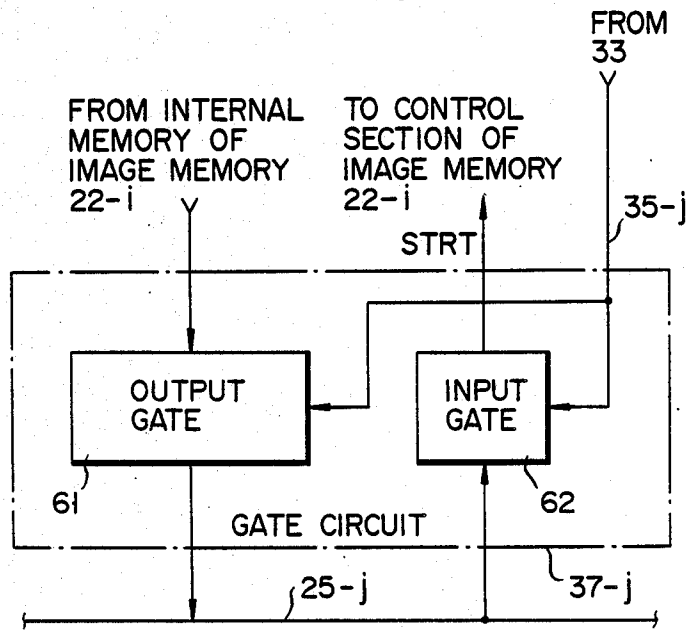 FROM
33
FROM INTERNAL
MEMORY OF
IMAGE MEMORY
22-i
TO CONTROL
SECTION OF
IMAGE MEMORY
22-i
35-j
STRT
OUTPUT
GATE
INPUT
GATE
61
62
GATE CIRCUIT
37-j
25-j